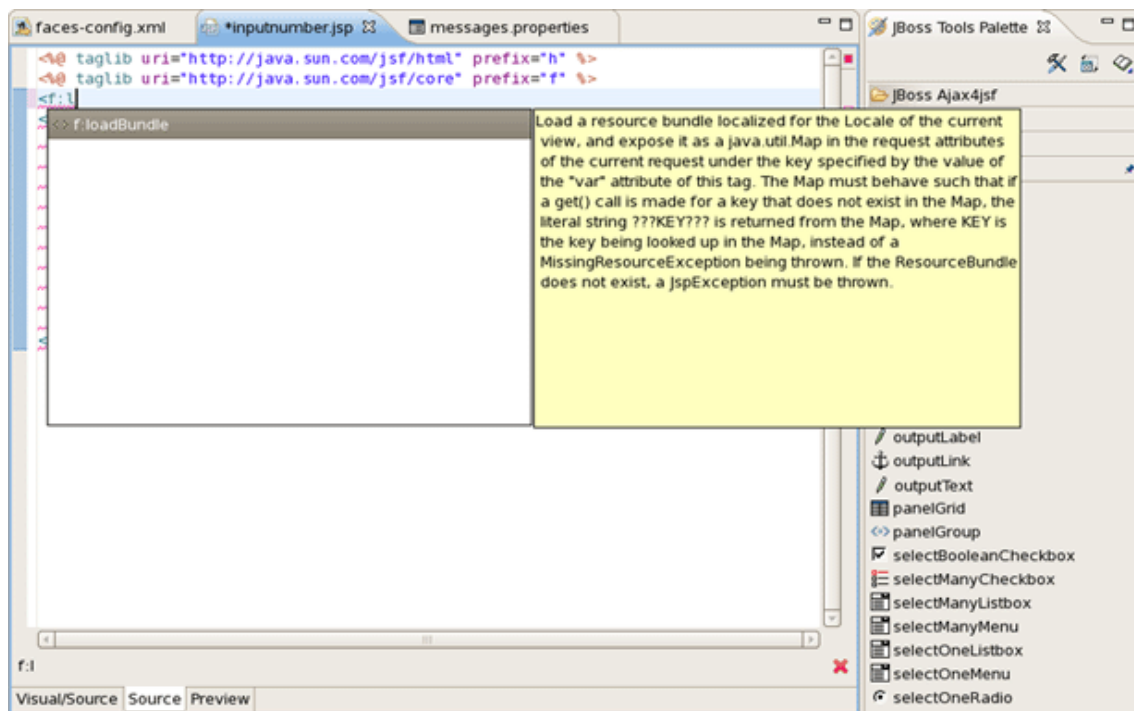 faces-config.xml
*inputnumber.jsp
messages.properties
JBoss Tools Palette
<%@ taglib uri="http://java.sun.com/jsf/html" prefix="h" %>
<%@ taglib uri="http://java.sun.com/jsf/core" prefix="f" %>
<f:l
JBoss Ajax4jsf
f:loadBundle
Load a resource bundle localized for the Locale of the current
view, and expose it as a java.util.Map in the request attributes
of the current request under the key specified by the value of
the "var" attribute of this tag. The Map must behave such that if
a get() call is made for a key that does not exist in the Map, the
literal string ???KEY??? is returned from the Map, where KEY is
the key being looked up in the Map, instead of a
MissingResourceException being thrown. If the ResourceBundle
does not exist, a JspException must be thrown.
outputLabel
outputLink
outputText
panelGrid
panelGroup
selectBooleanCheckbox
selectManyCheckbox
selectManyListbox
selectManyMenu
selectOneListbox
selectOneMenu
selectOneRadio
f:l
Visual/Source Source Preview